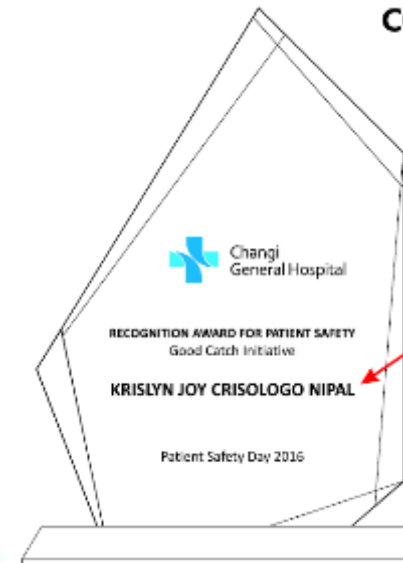 Changi
General Hospital
RECOGNITION AWARD FOR PATIENT SAFETY
Good Catch Initiative
KRISLYN JOY CRISOLOGO NIPAL
Patient Safety Day 2016